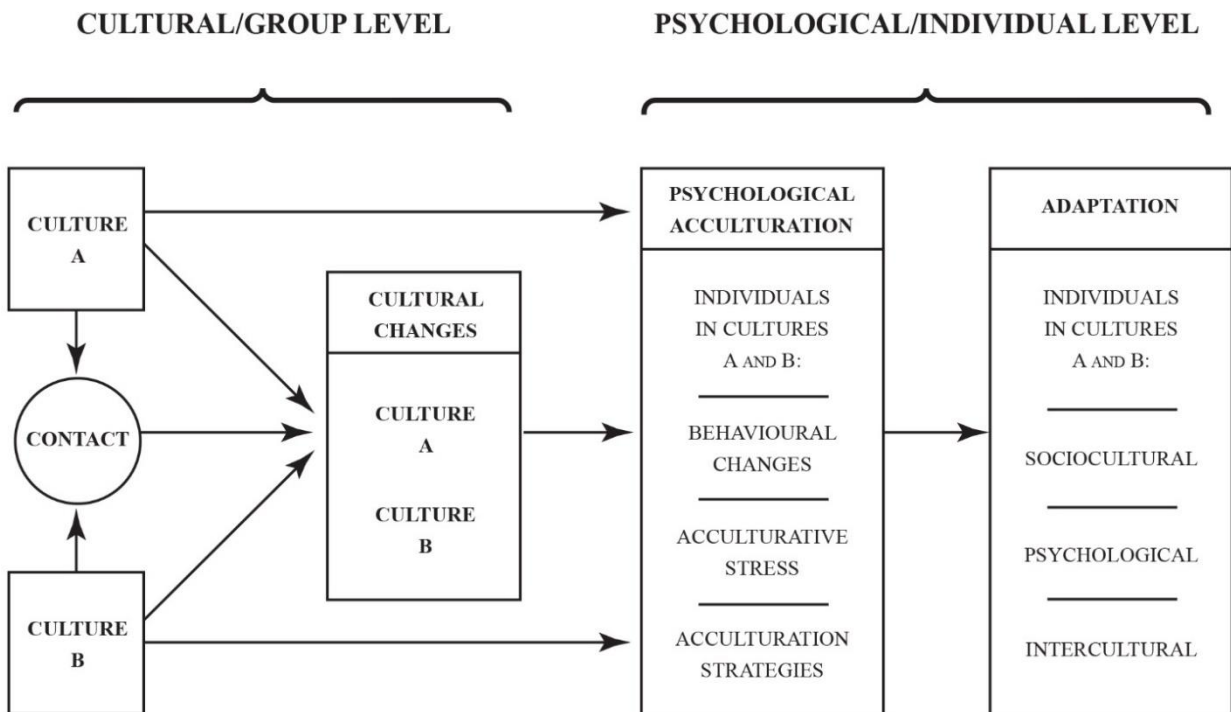 CULTURAL/GROUP LEVEL
PSYCHOLOGICAL/INDIVIDUAL LEVEL
CULTURE
A
CONTACT
CULTURE
B
CULTURAL
CHANGES
CULTURE
A
CULTURE
B
PSYCHOLOGICAL
ACCULTURATION
INDIVIDUALS
IN CULTURES
A AND B:
BEHAVIOURAL
CHANGES
ACCULTURATIVE
STRESS
ACCULTURATION
STRATEGIES
ADAPTATION
INDIVIDUALS
IN CULTURES
A AND B:
SOCIOCULTURAL
PSYCHOLOGICAL
INTERCULTURAL